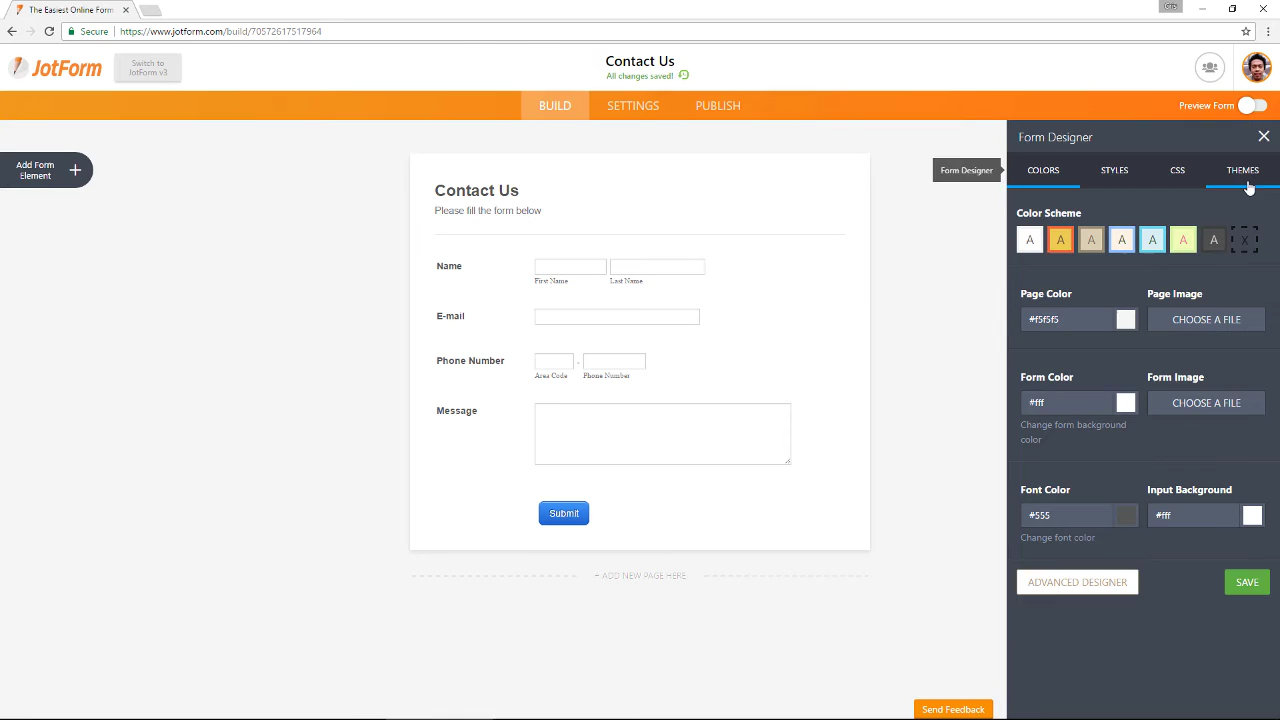 The Easiest Online Form
Secure
https://www.jotform.com/build/70572617517964
JotForm
Switch to
JotForm v3
Contact Us
All changes saved!
BUILD
SETTINGS
PUBLISH
Preview Form
Add Form
Element
Form Designer
Form Designer
COLORS
STYLES
CSS
THEMES
Color Scheme
A
A
A
A
A
A
A
X
Page Color
Page Image
#f5f5f5
CHOOSE A FILE
Form Color
Form Image
#fff
CHOOSE A FILE
Change form background
color
Font Color
Input Background
#555
#fff
Change font color
ADVANCED DESIGNER
SAVE
Contact Us
Please fill the form below
Name
First Name
Last Name
E-mail
Phone Number
-
Area Code
Phone Number
Message
Submit
+ ADD NEW PAGE HERE
Send Feedback